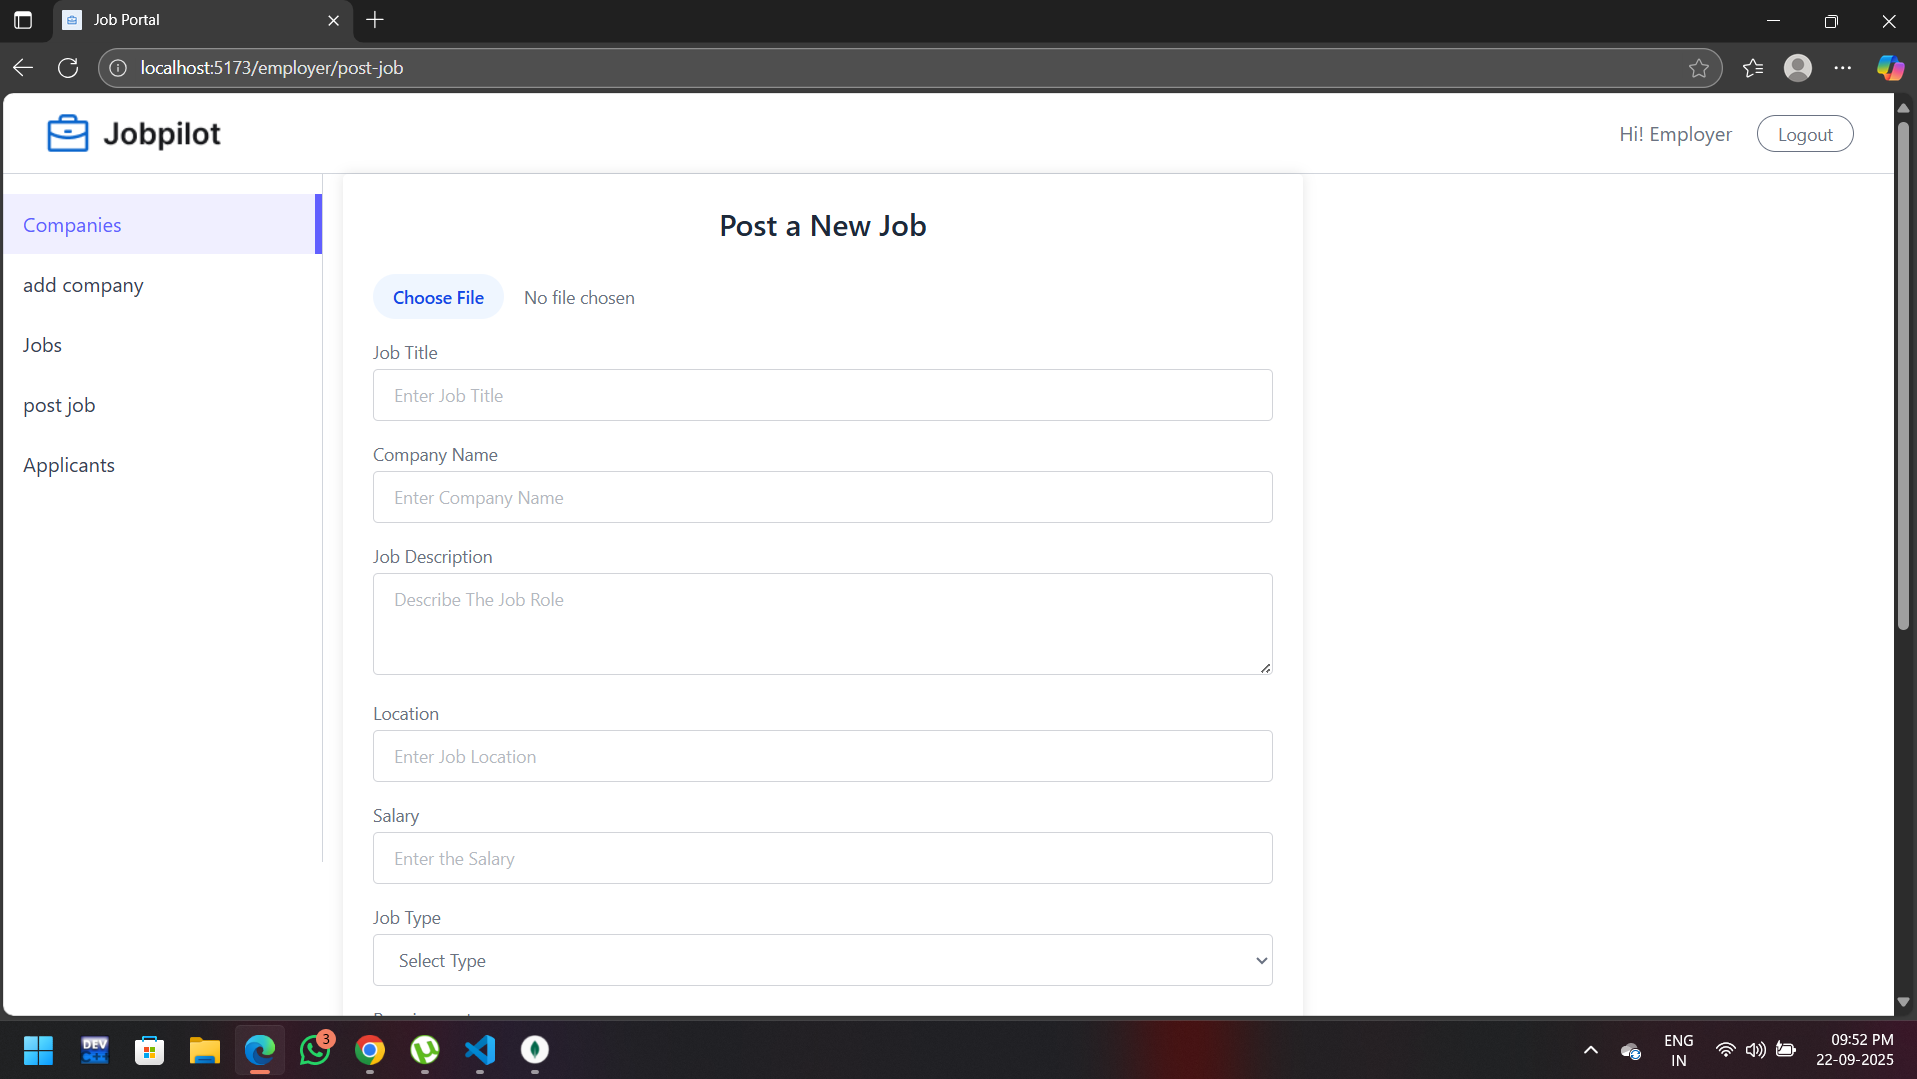 Job Portal
localhost:5173/employer/post-job
Jobpilot
Hi! Employer
Logout
Companies
add company
Jobs
post job
Applicants
Post a New Job
Choose File No file chosen
Job Title
Enter Job Title
Company Name
Enter Company Name
Job Description
Describe The Job Role
Location
Enter Job Location
Salary
Enter the Salary
Job Type
Select Type
DEV
3
ENG
IN
09:52 PM
22-09-2025